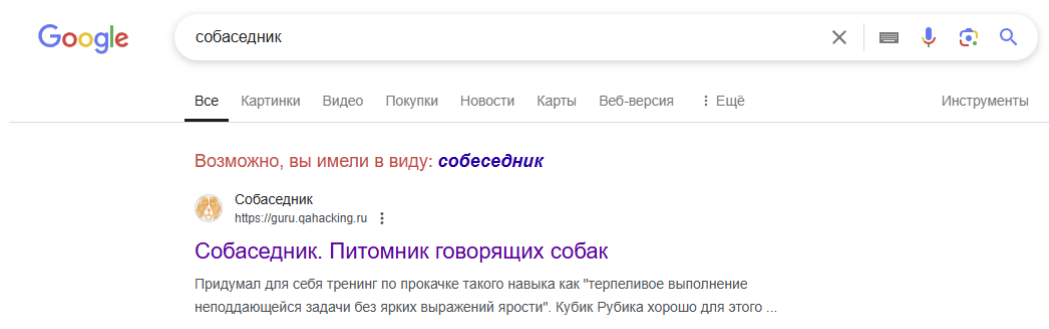 Google
собаседник
Все Картинки Видео Покупки Новости Карты Веб-версия Ещё Инструменты
Возможно, вы имели в виду: собеседник
Собаседник
https://guru.qahacking.ru
Собаседник. Питомник говорящих собак
Придумал для себя тренинг по прокачке такого навыка как "терпеливое выполнение
неподдающейся задачи без ярких выражений ярости". Кубик Рубика хорошо для этого ...